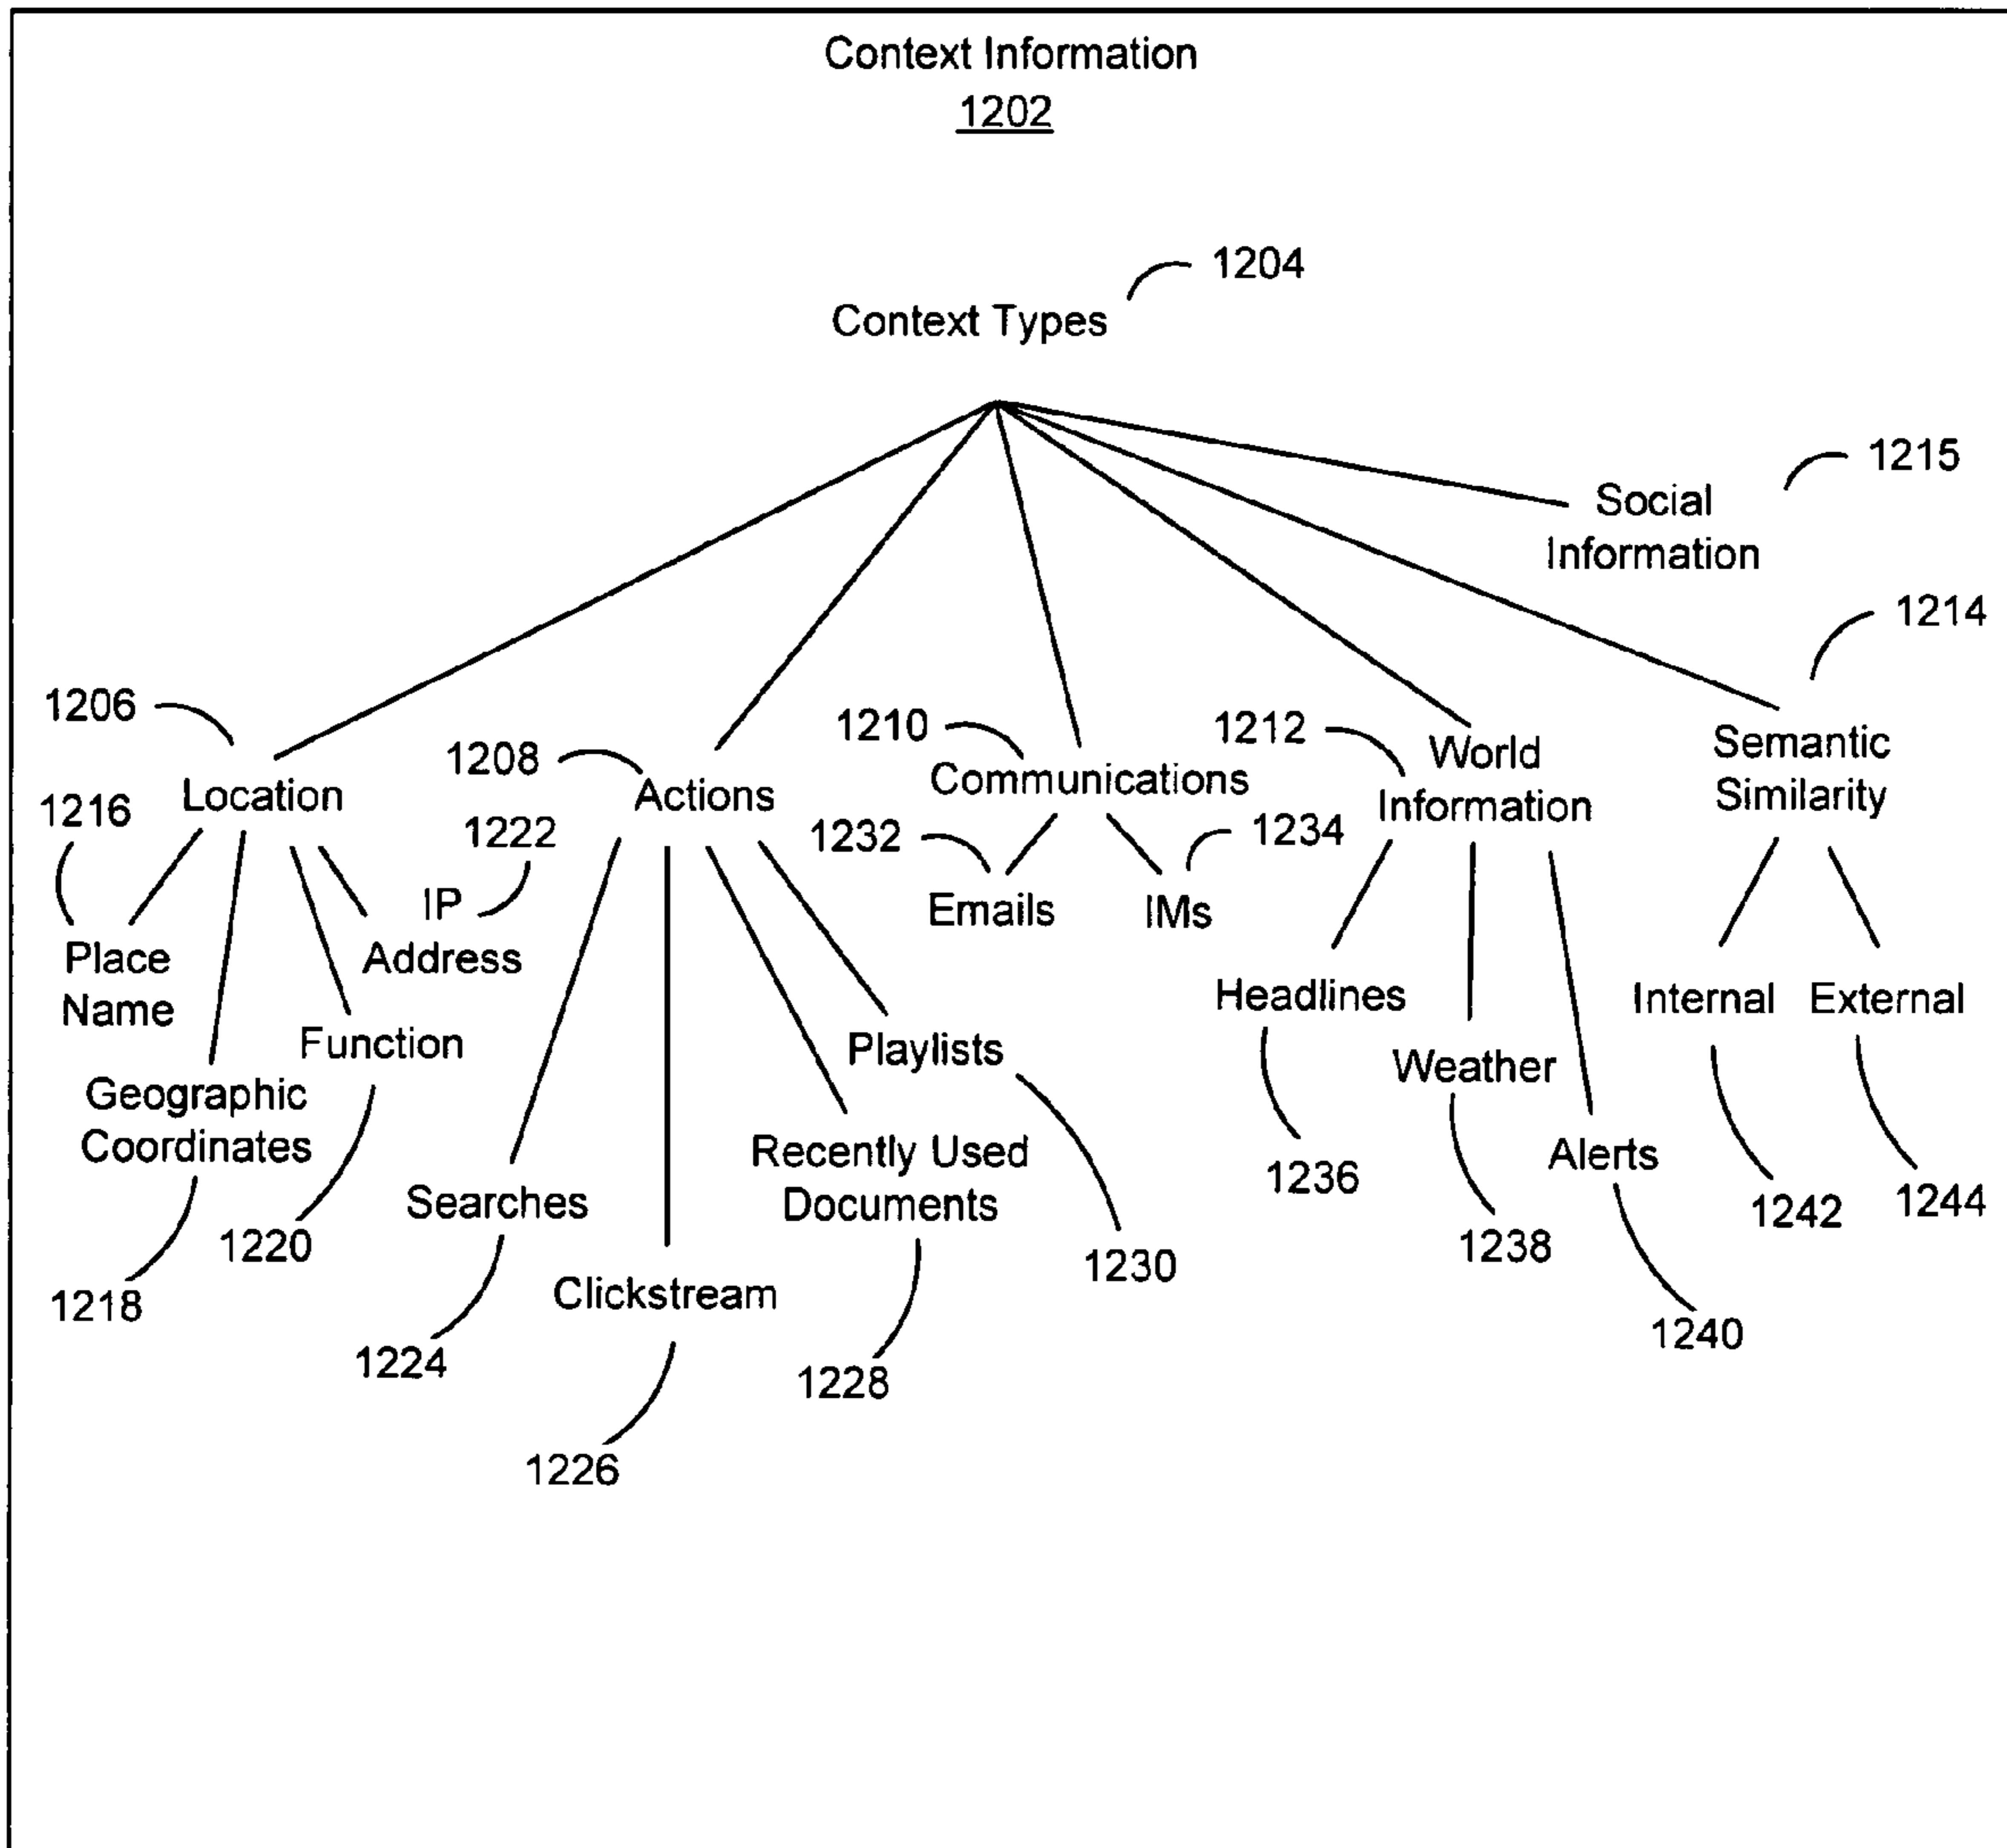 Context Information
1202
1204
Context Types
1215
Social
Information
1214
1206
1208
1210
1212
World
Information
Semantic
Similarity
Location
Actions
Communications
1216
1222
1232
1234
IP
Address
Emails
IMs
Place
Name
Function
Geographic
Coordinates
Playlists
Headlines
Weather
Internal
External
Recently Used
Documents
Alerts
Searches
1218
1220
Clickstream
1230
1236
1238
1242
1244
1224
1228
1240
1226